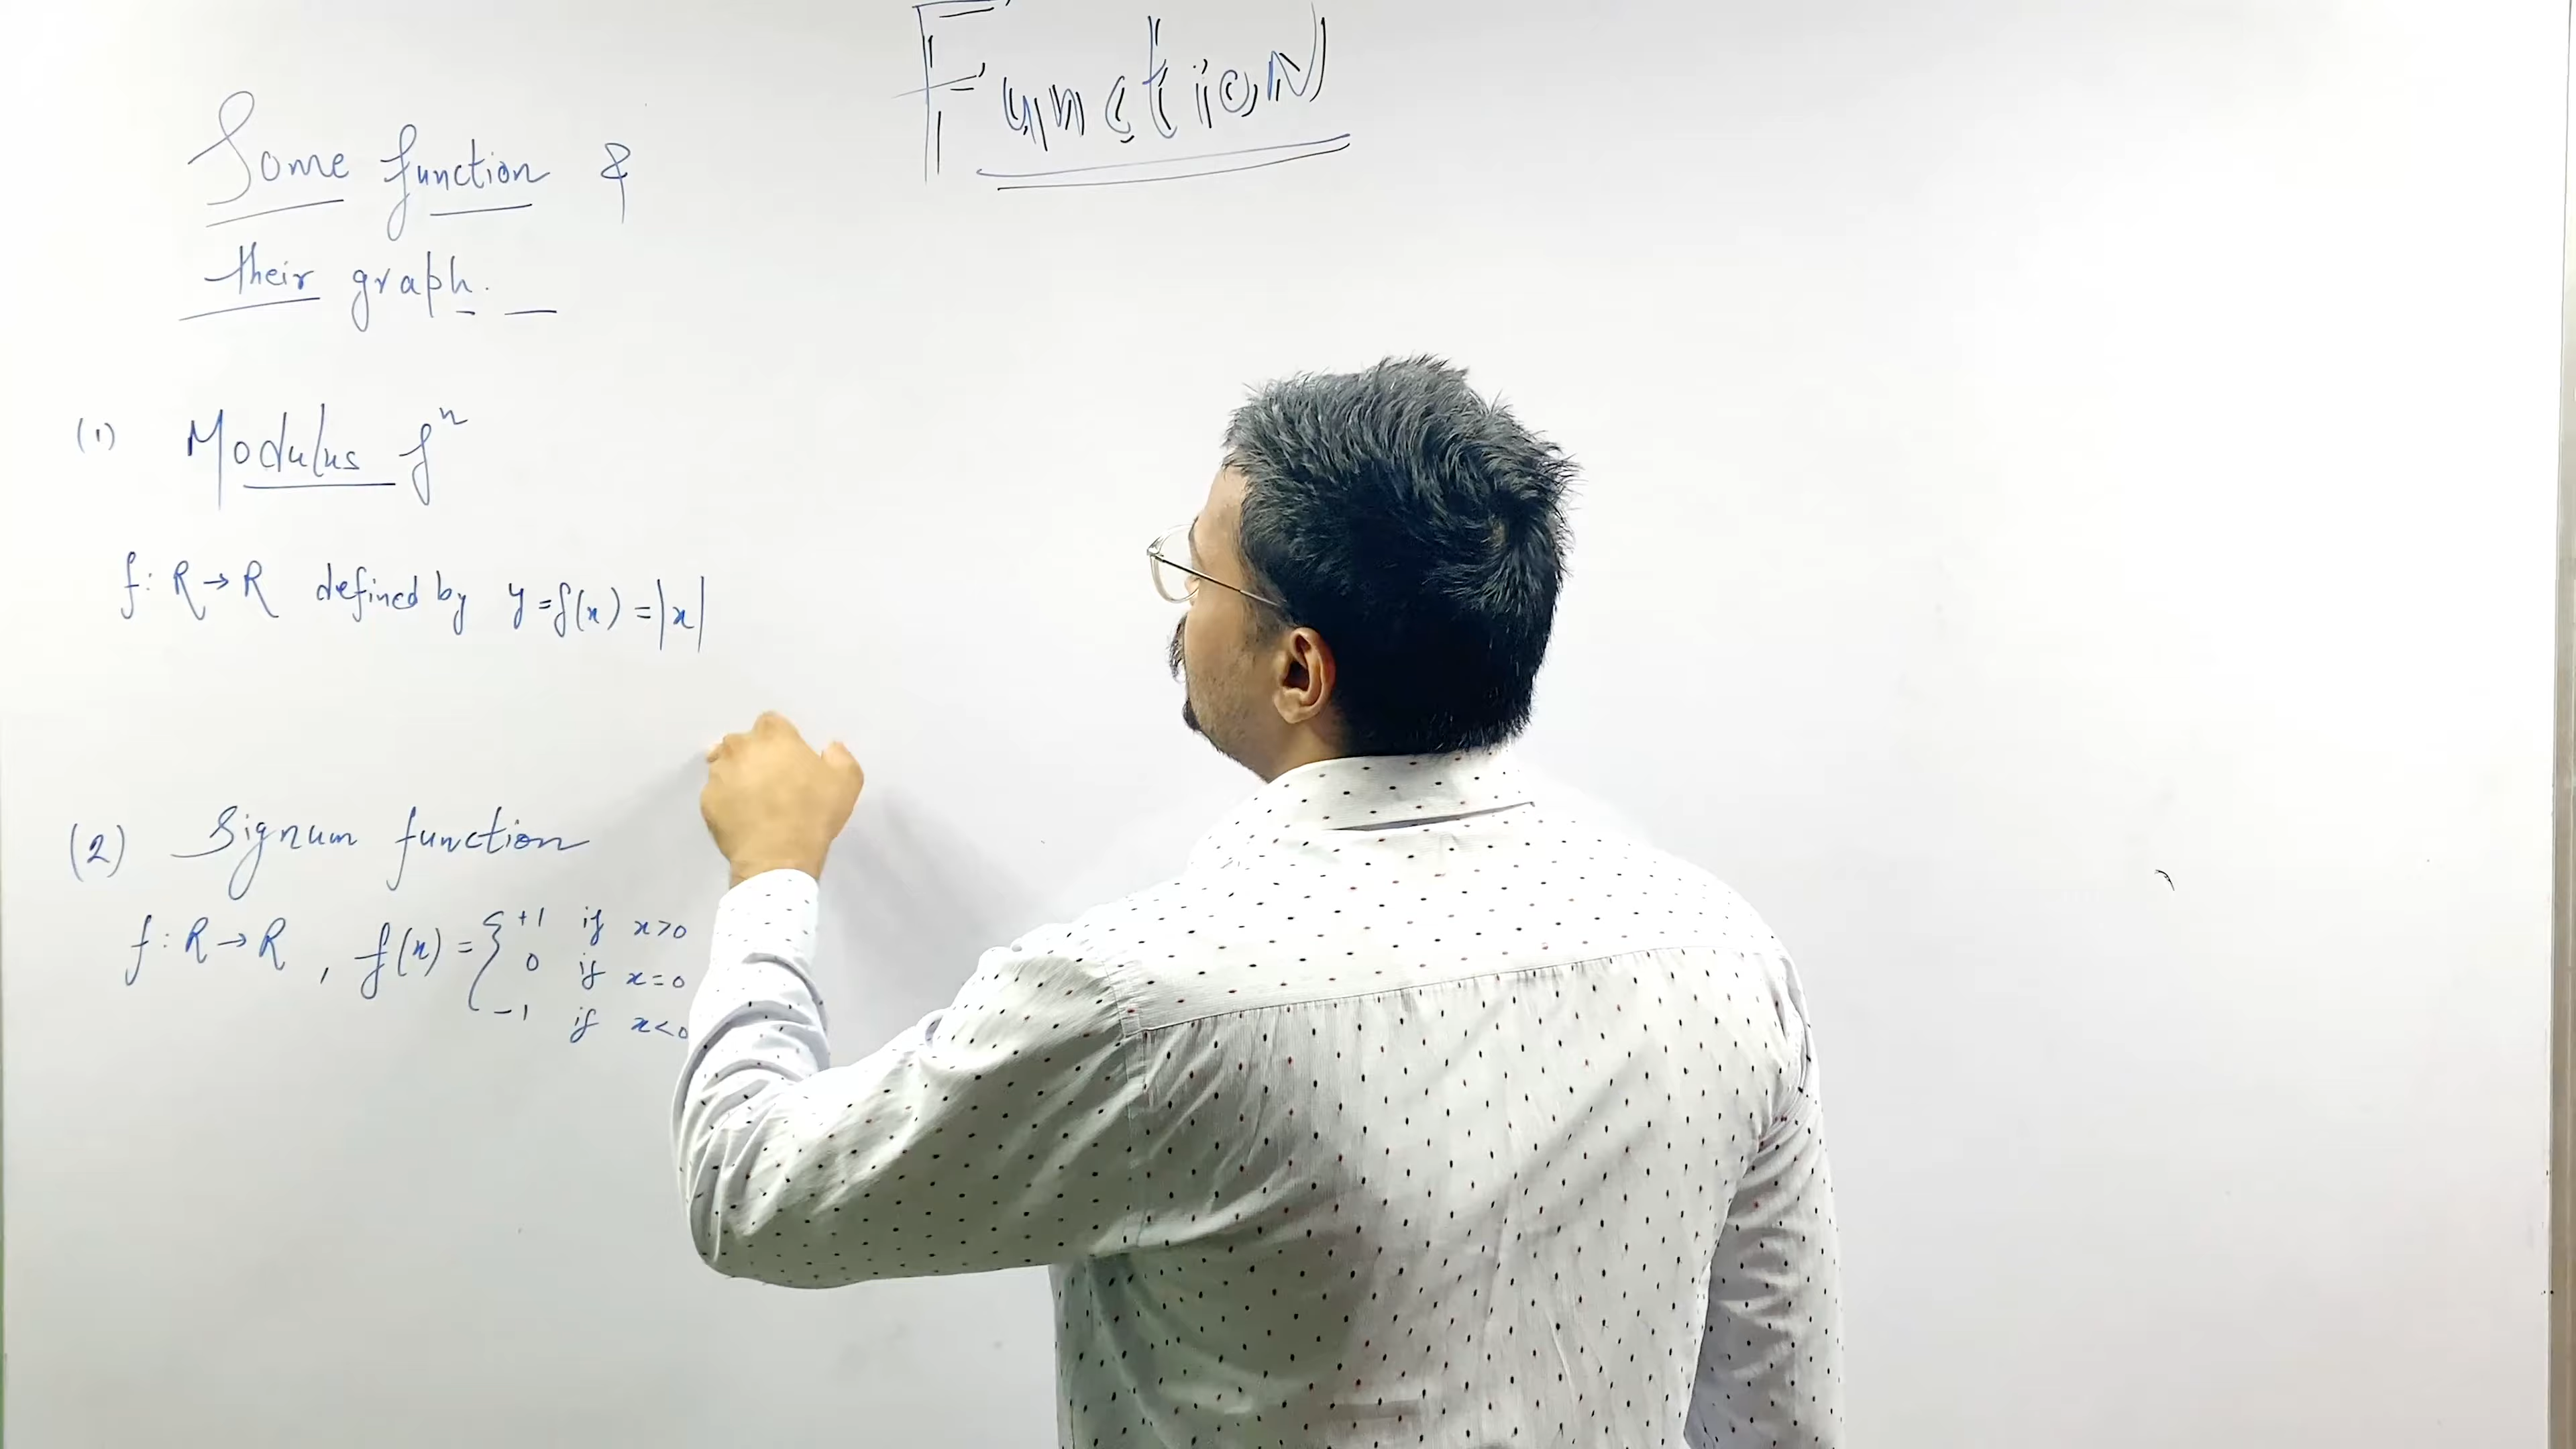 Function
Some function &
their graph.
(1) Modulus fⁿ
f: R→R defined by y=f(x)=|x|
(2) Signum function
f: R→R, f(x)={ +1 if x>0
0 if x=0
-1 if x<0